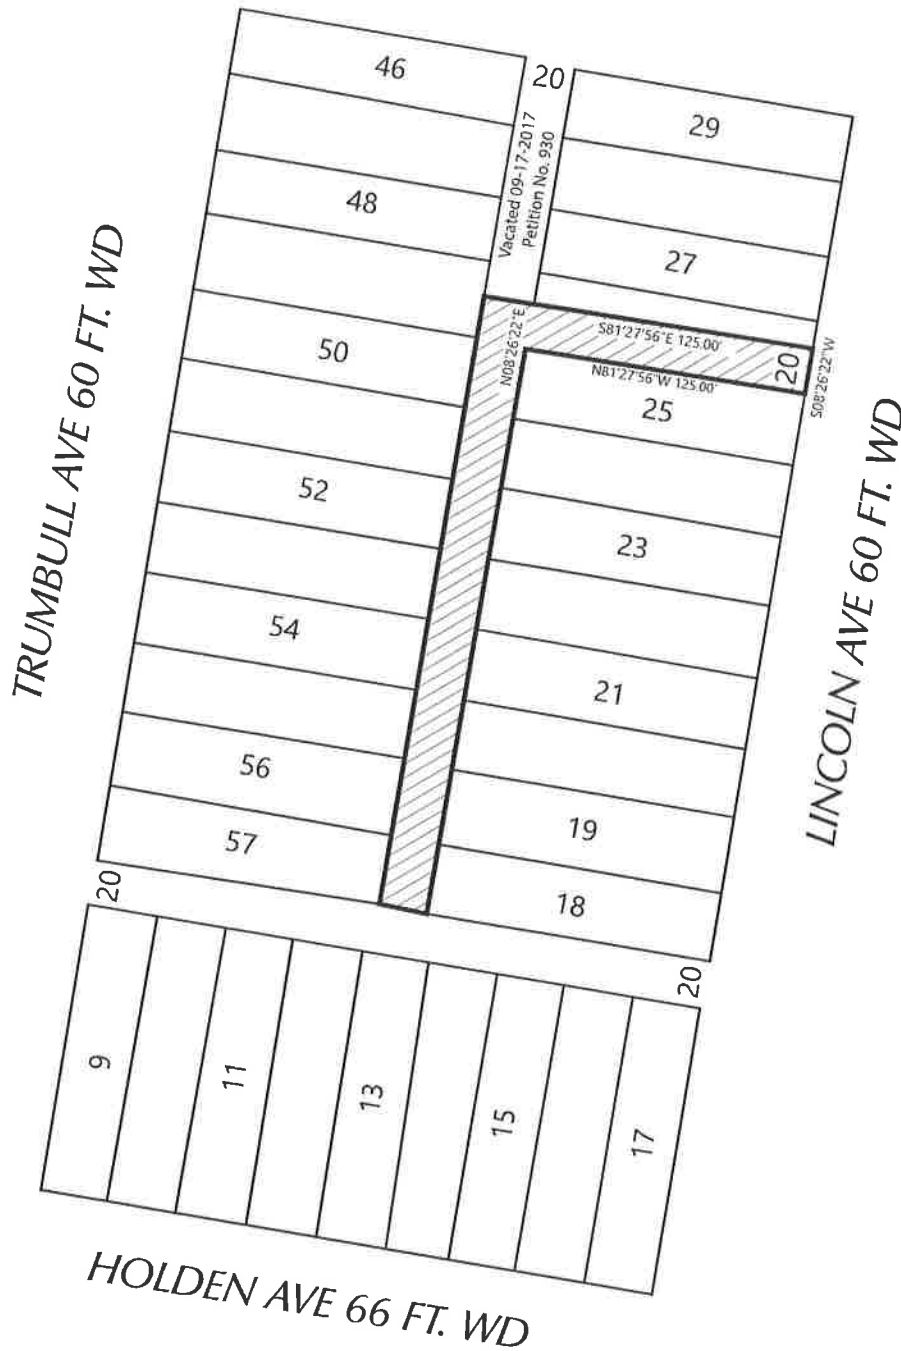 46
20
29
Vacated 09-17-2017
Petition No. 930
48
27
TRUMBULL AVE 60 FT. WD
50
N08°26'22"E
S81°27'56"E 125.00'
20
S08°26'22"W
N81°27'56"W 125.00'
25
LINCOLN AVE 60 FT. WD
52
23
54
21
56
19
57
18
20
20
9
11
13
15
17
HOLDEN AVE 66 FT. WD